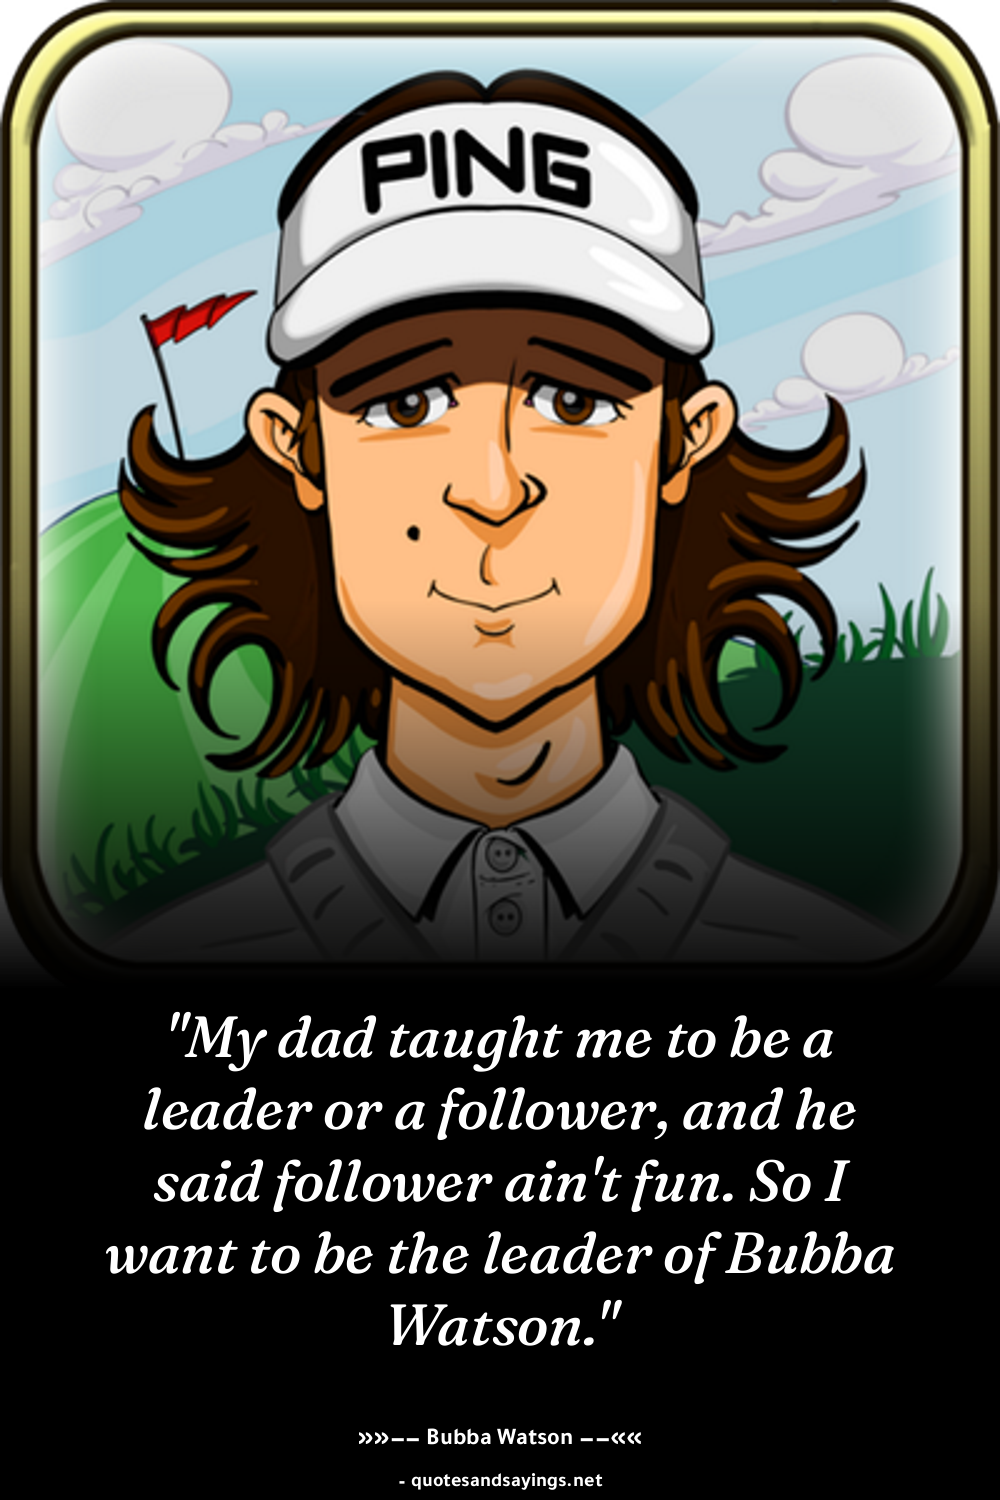 PING
"My dad taught me to be a
leader or a follower, and he
said follower ain't fun. So I
want to be the leader of Bubba
Watson."
»»-- Bubba Watson --««
- quotesandsayings.net